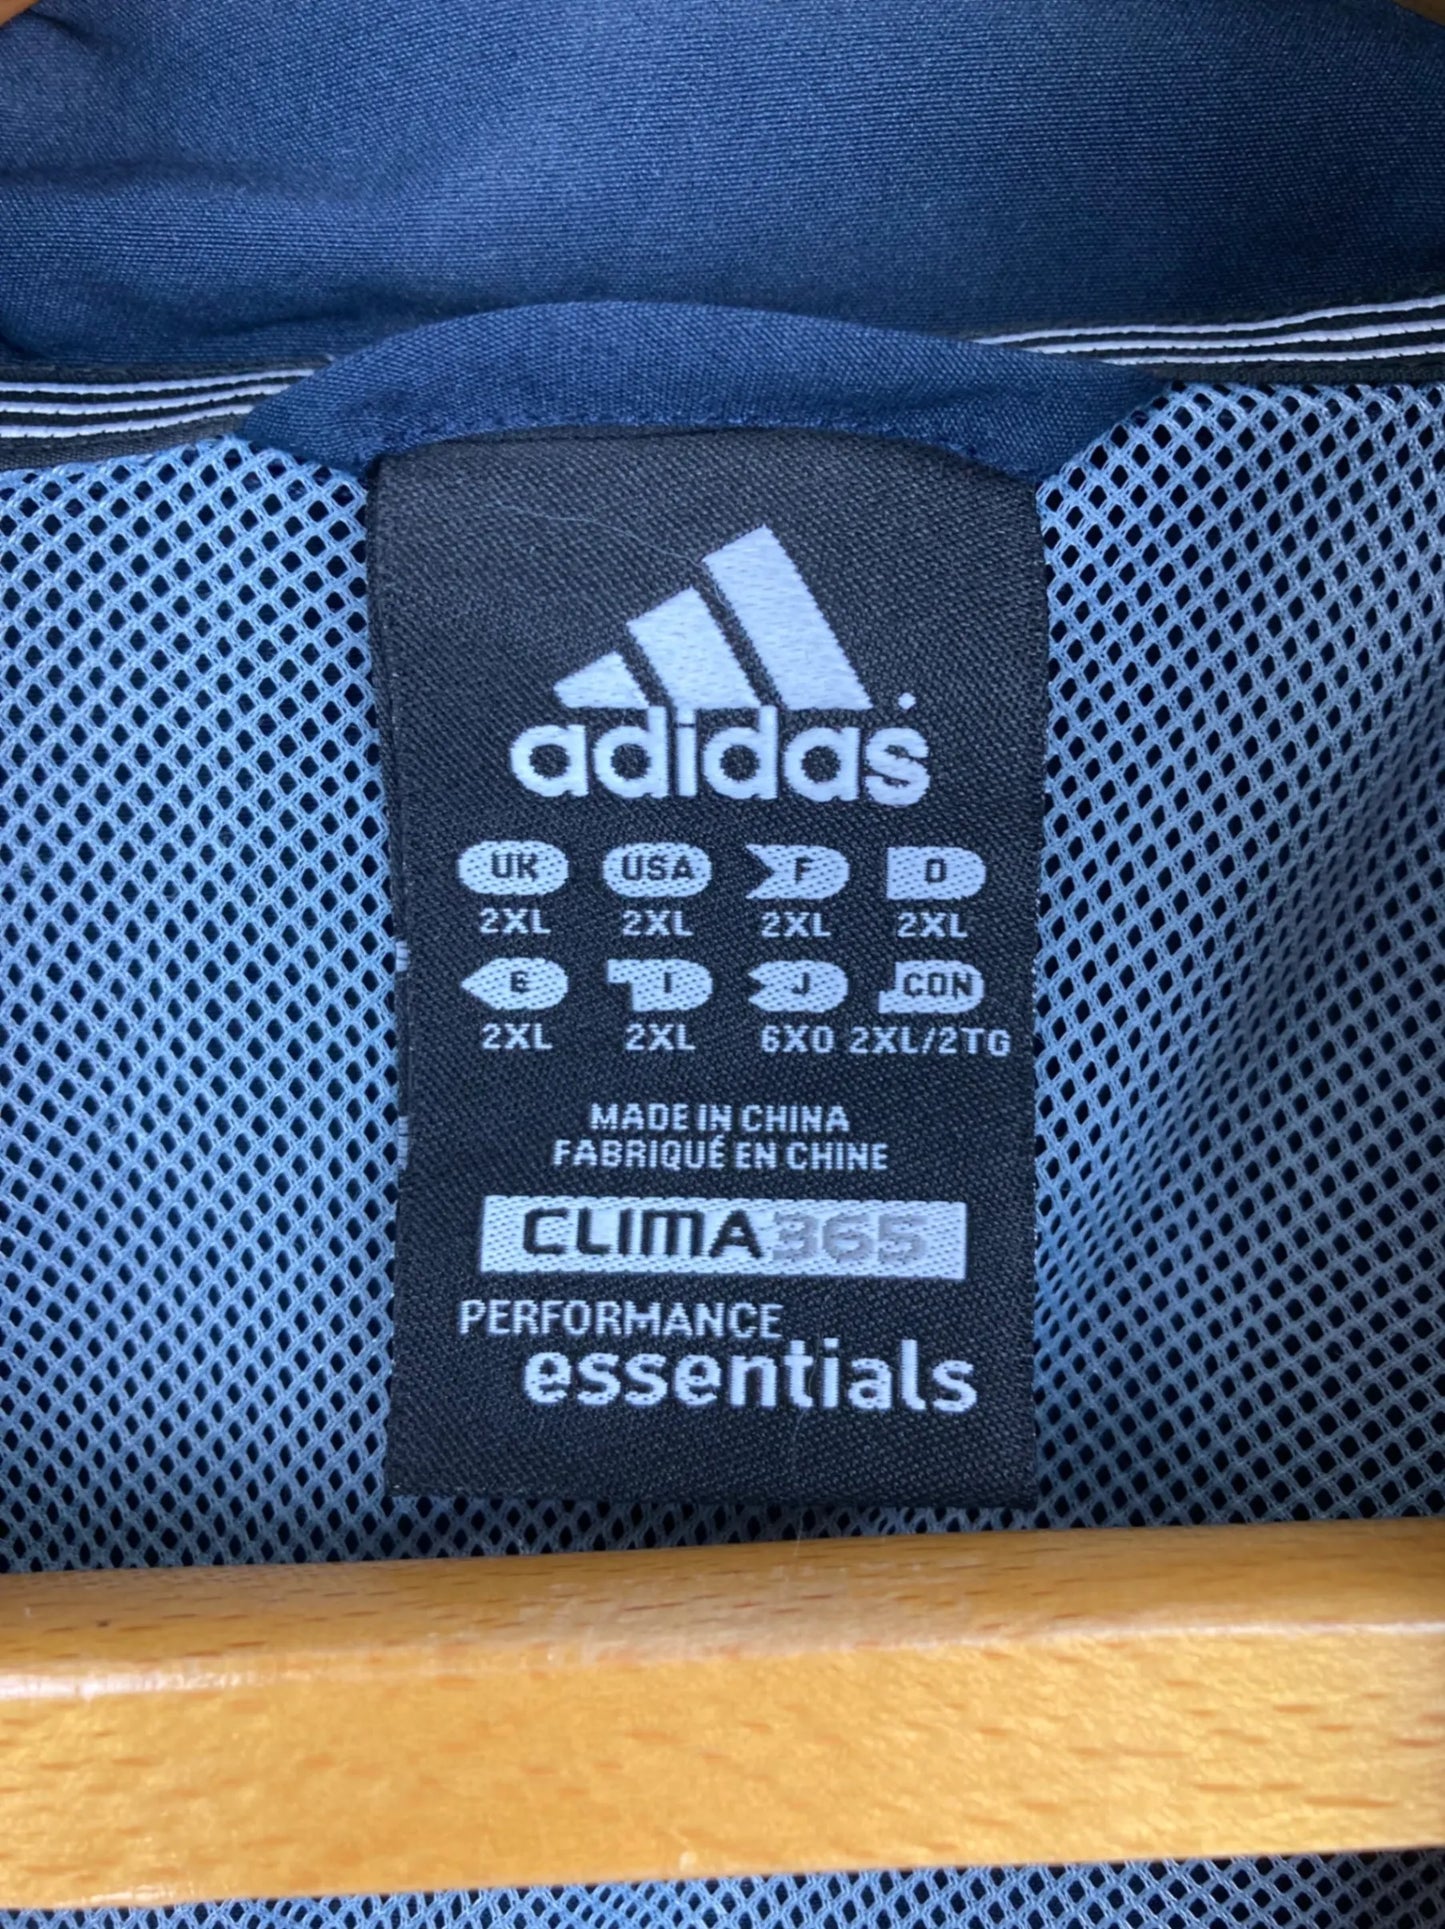 adidas
UK USA F D
2XL 2XL 2XL 2XL
E I J CON
2XL 2XL 6XO 2XL/2TG
MADE IN CHINA
FABRIQUÉ EN CHINE
CLIMA365
PERFORMANCE
essentials